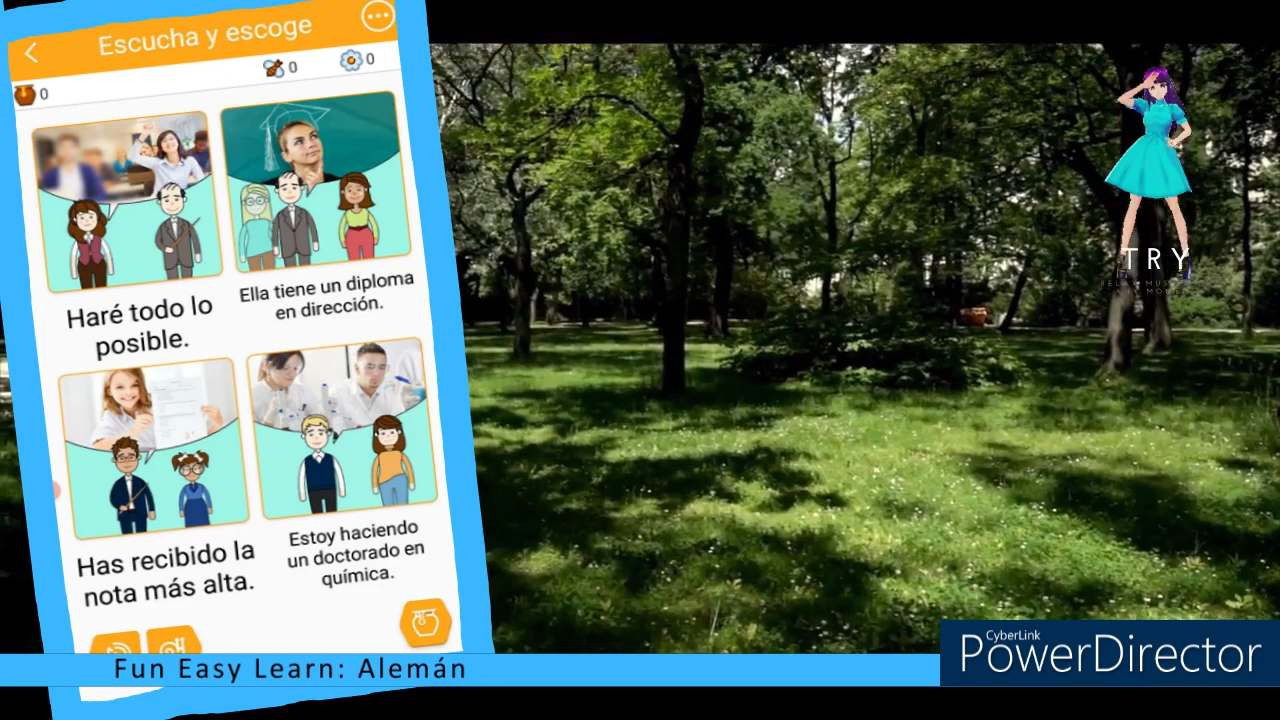 Escucha y escoge
0
0
0
Haré todo lo
posible.
Ella tiene un diploma
en dirección.
Has recibido la
nota más alta.
Estoy haciendo
un doctorado en
química.
TRY
Fun Easy Learn: Alemán
CyberLink
PowerDirector